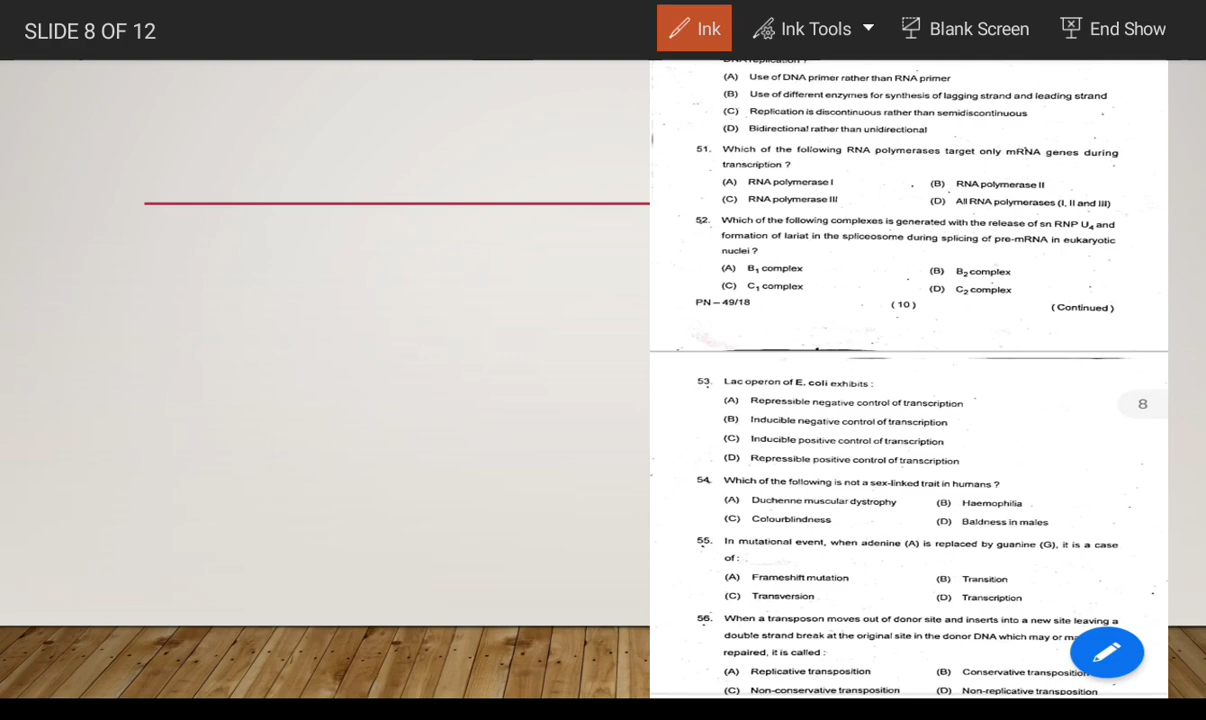 SLIDE 8 OF 12
Ink
Ink Tools
Blank Screen
End Show
DNA replication ?
(A) Use of DNA primer rather than RNA primer
(B) Use of different enzymes for synthesis of lagging strand and leading strand
(C) Replication is discontinuous rather than semidiscontinuous
(D) Bidirectional rather than unidirectional
51. Which of the following RNA polymerases target only mRNA genes during
transcription ?
(A) RNA polymerase I (B) RNA polymerase II
(C) RNA polymerase III (D) All RNA polymerases (I, II and III)
52. Which of the following complexes is generated with the release of sn RNP U4 and
formation of lariat in the spliceosome during splicing of pre-mRNA in eukaryotic
nuclei ?
(A) B1 complex (B) B2 complex
(C) C1 complex (D) C2 complex
PN – 49/18 ( 10 ) ( Continued )
53. Lac operon of E. coli exhibits :
(A) Repressible negative control of transcription
8
(B) Inducible negative control of transcription
(C) Inducible positive control of transcription
(D) Repressible positive control of transcription
54. Which of the following is not a sex-linked trait in humans ?
(A) Duchenne muscular dystrophy (B) Haemophilia
(C) Colourblindness (D) Baldness in males
55. In mutational event, when adenine (A) is replaced by guanine (G), it is a case
of :
(A) Frameshift mutation (B) Transition
(C) Transversion (D) Transcription
56. When a transposon moves out of donor site and inserts into a new site leaving a
double strand break at the original site in the donor DNA which may or
repaired, it is called :
(A) Replicative transposition (B) Conservative transposition
(C) Non-conservative transposition (D) Non-replicative transposition